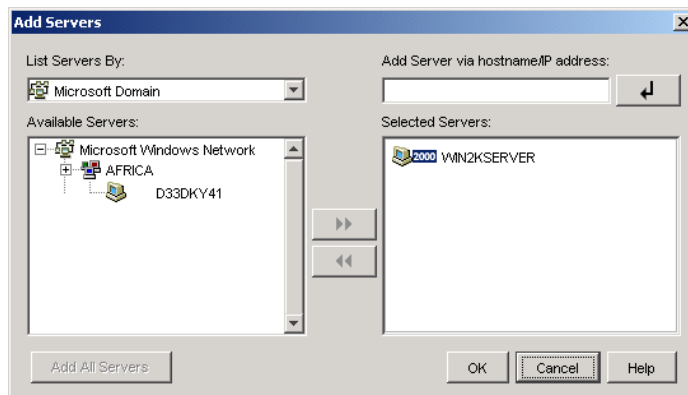 Add Servers
List Servers By:
Add Server via hostname/IP address:
Microsoft Domain
Available Servers:
Selected Servers:
Microsoft Windows Network
AFRICA
D33DKY41
2000 WIN2KSERVER
Add All Servers
OK
Cancel
Help